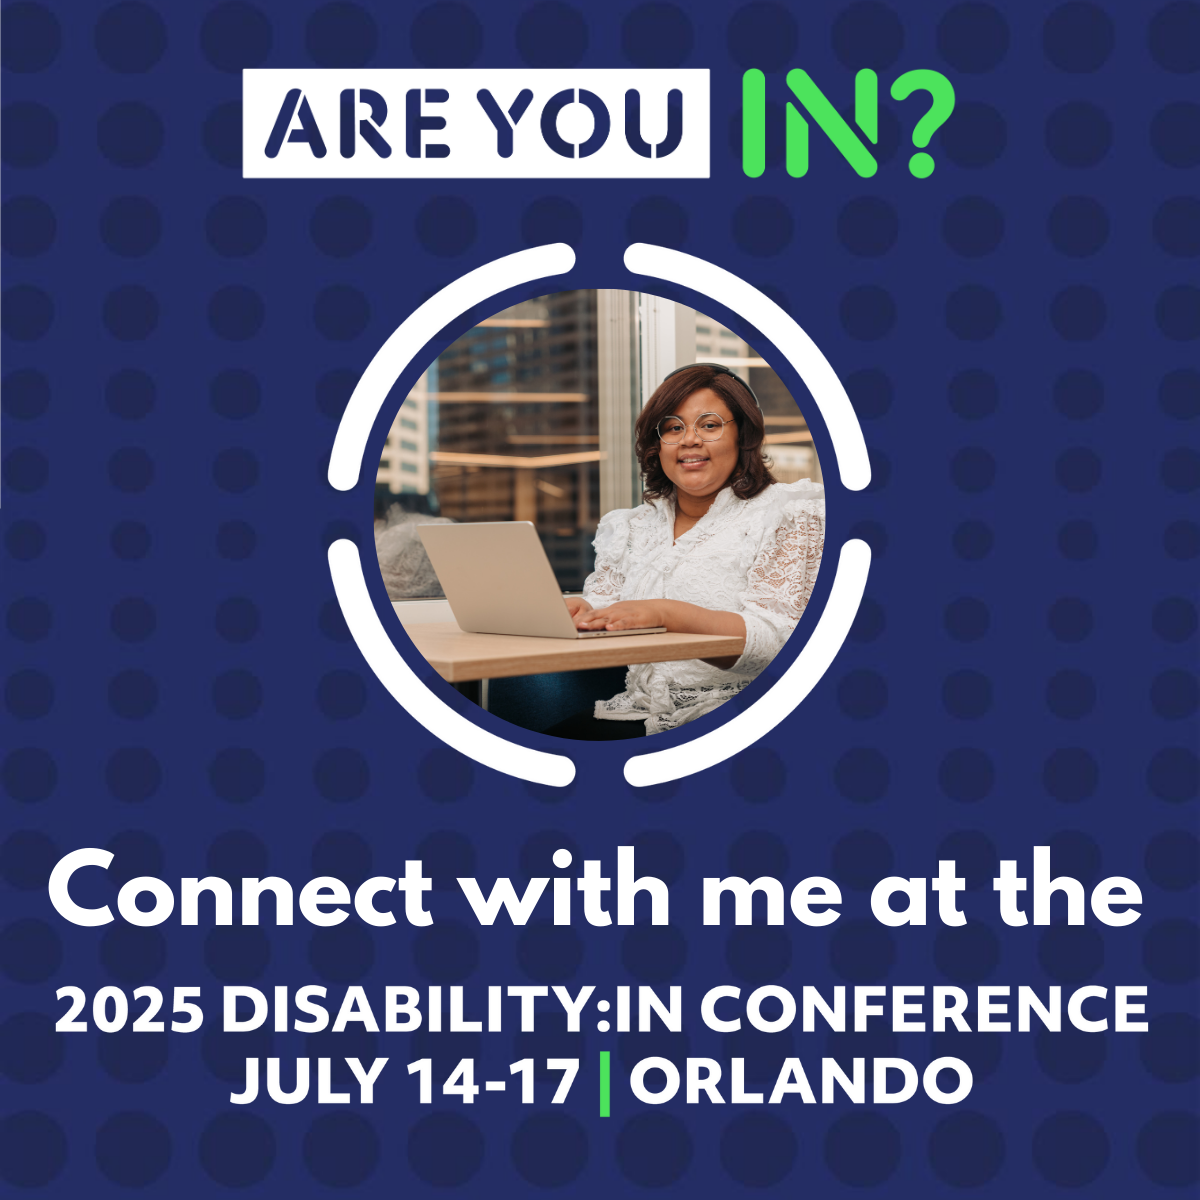 ARE YOU IN?
Connect with me at the
2025 DISABILITY:IN CONFERENCE
JULY 14-17 | ORLANDO